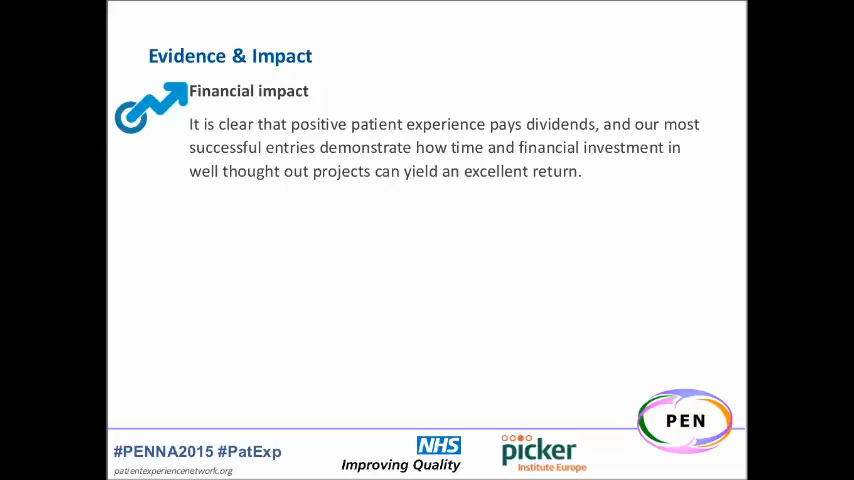 Evidence & Impact
Financial impact
It is clear that positive patient experience pays dividends, and our most
successful entries demonstrate how time and financial investment in
well thought out projects can yield an excellent return.
PEN
#PENNA2015 #PatExp
patientexperiencenetwork.org
NHS
Improving Quality
picker
Institute Europe